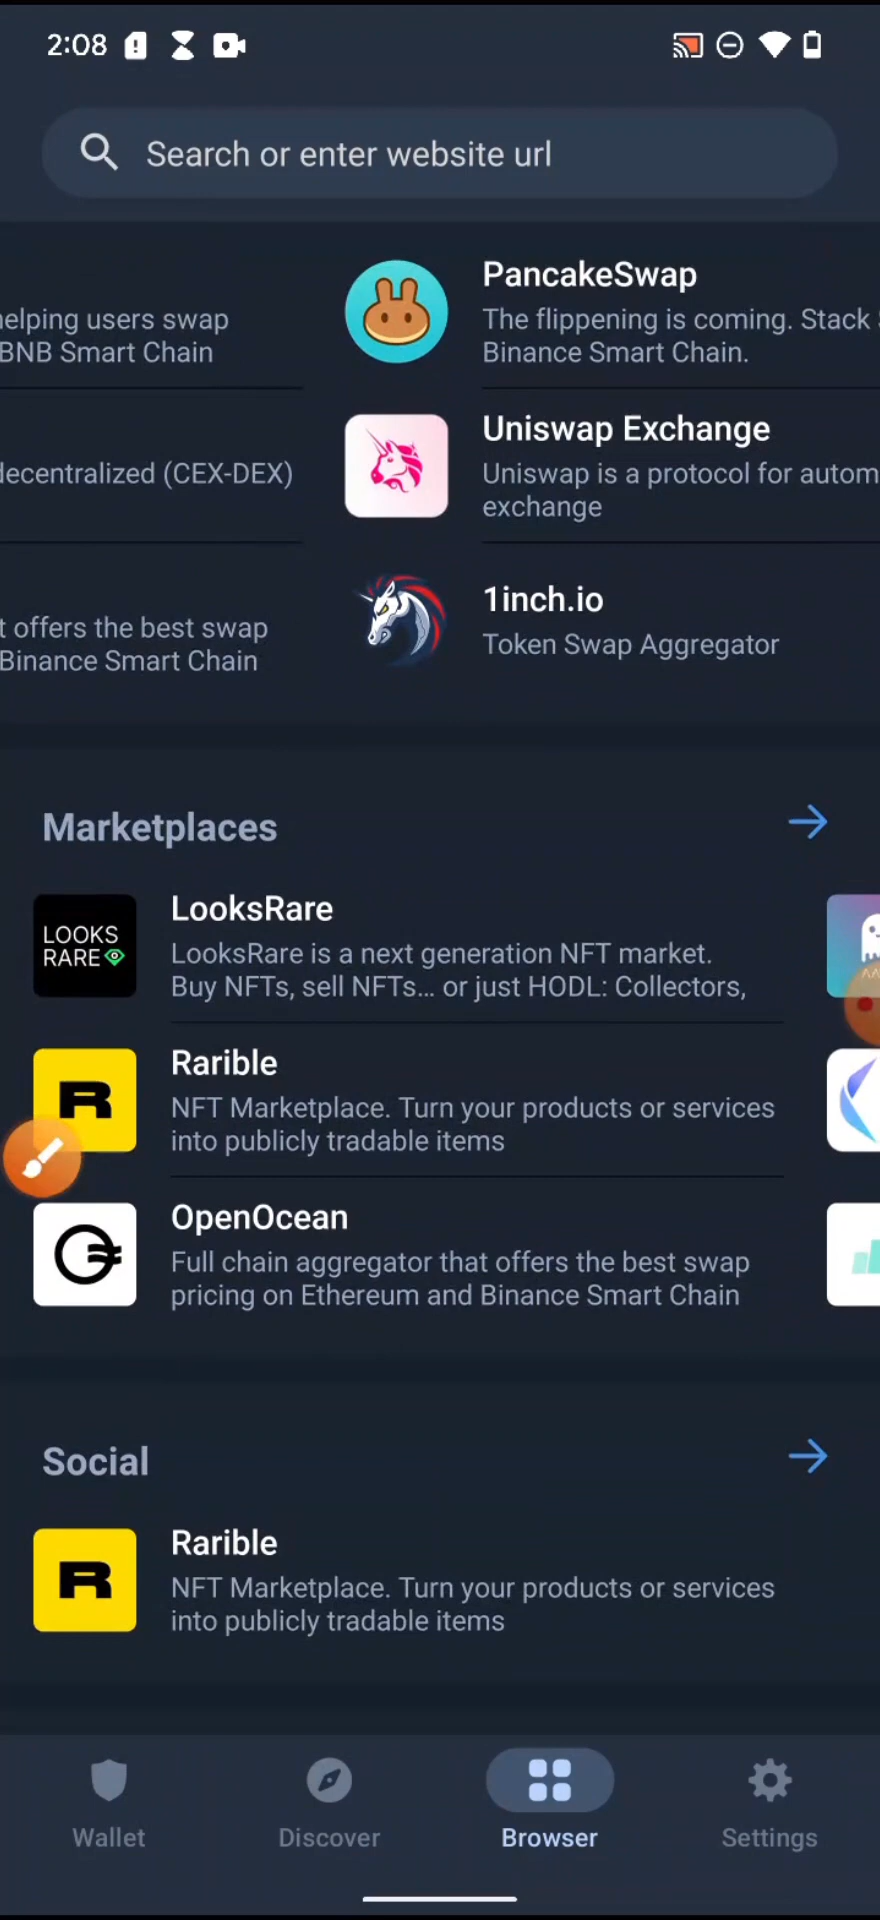 2:08
Search or enter website url
helping users swap
BNB Smart Chain
PancakeSwap
The flippening is coming. Stack
Binance Smart Chain.
decentralized (CEX-DEX)
Uniswap Exchange
Uniswap is a protocol for autom
exchange
t offers the best swap
Binance Smart Chain
1inch.io
Token Swap Aggregator
Marketplaces
LOOKS
RARE
LooksRare
LooksRare is a next generation NFT market.
Buy NFTs, sell NFTs... or just HODL: Collectors,
R
Rarible
NFT Marketplace. Turn your products or services
into publicly tradable items
OpenOcean
Full chain aggregator that offers the best swap
pricing on Ethereum and Binance Smart Chain
Social
R
Rarible
NFT Marketplace. Turn your products or services
into publicly tradable items
Wallet
Discover
Browser
Settings